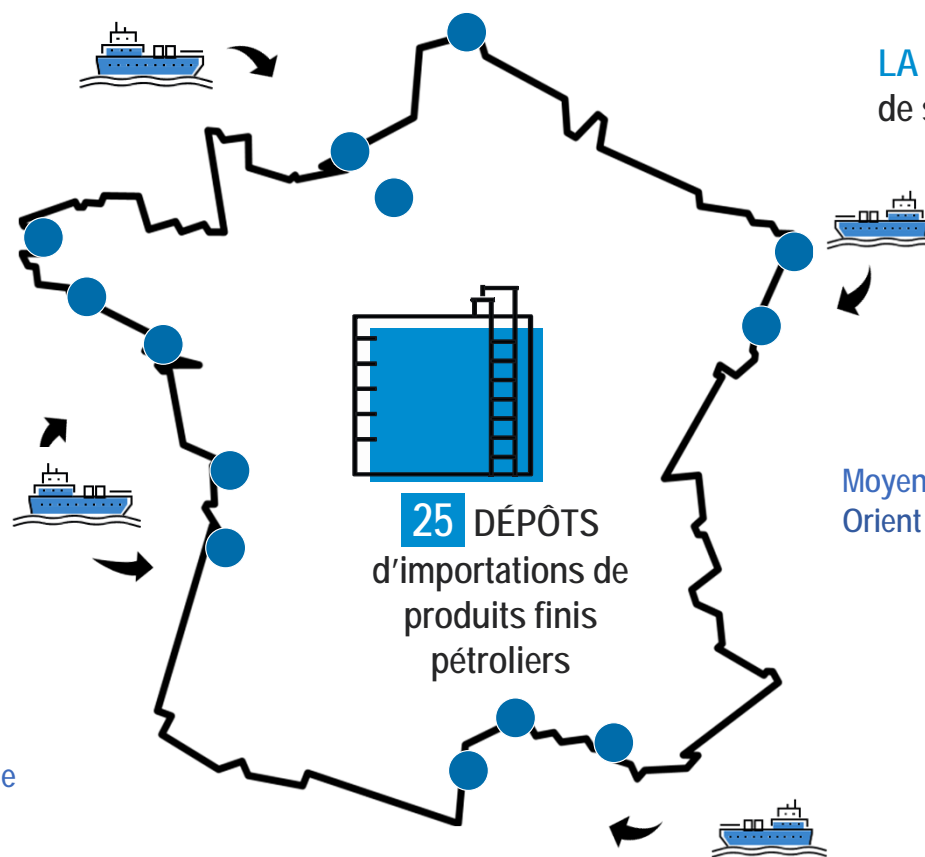 LA
de s
25 DÉPÔTS
d'importations de
produits finis
pétroliers
Moyen
Orient
e